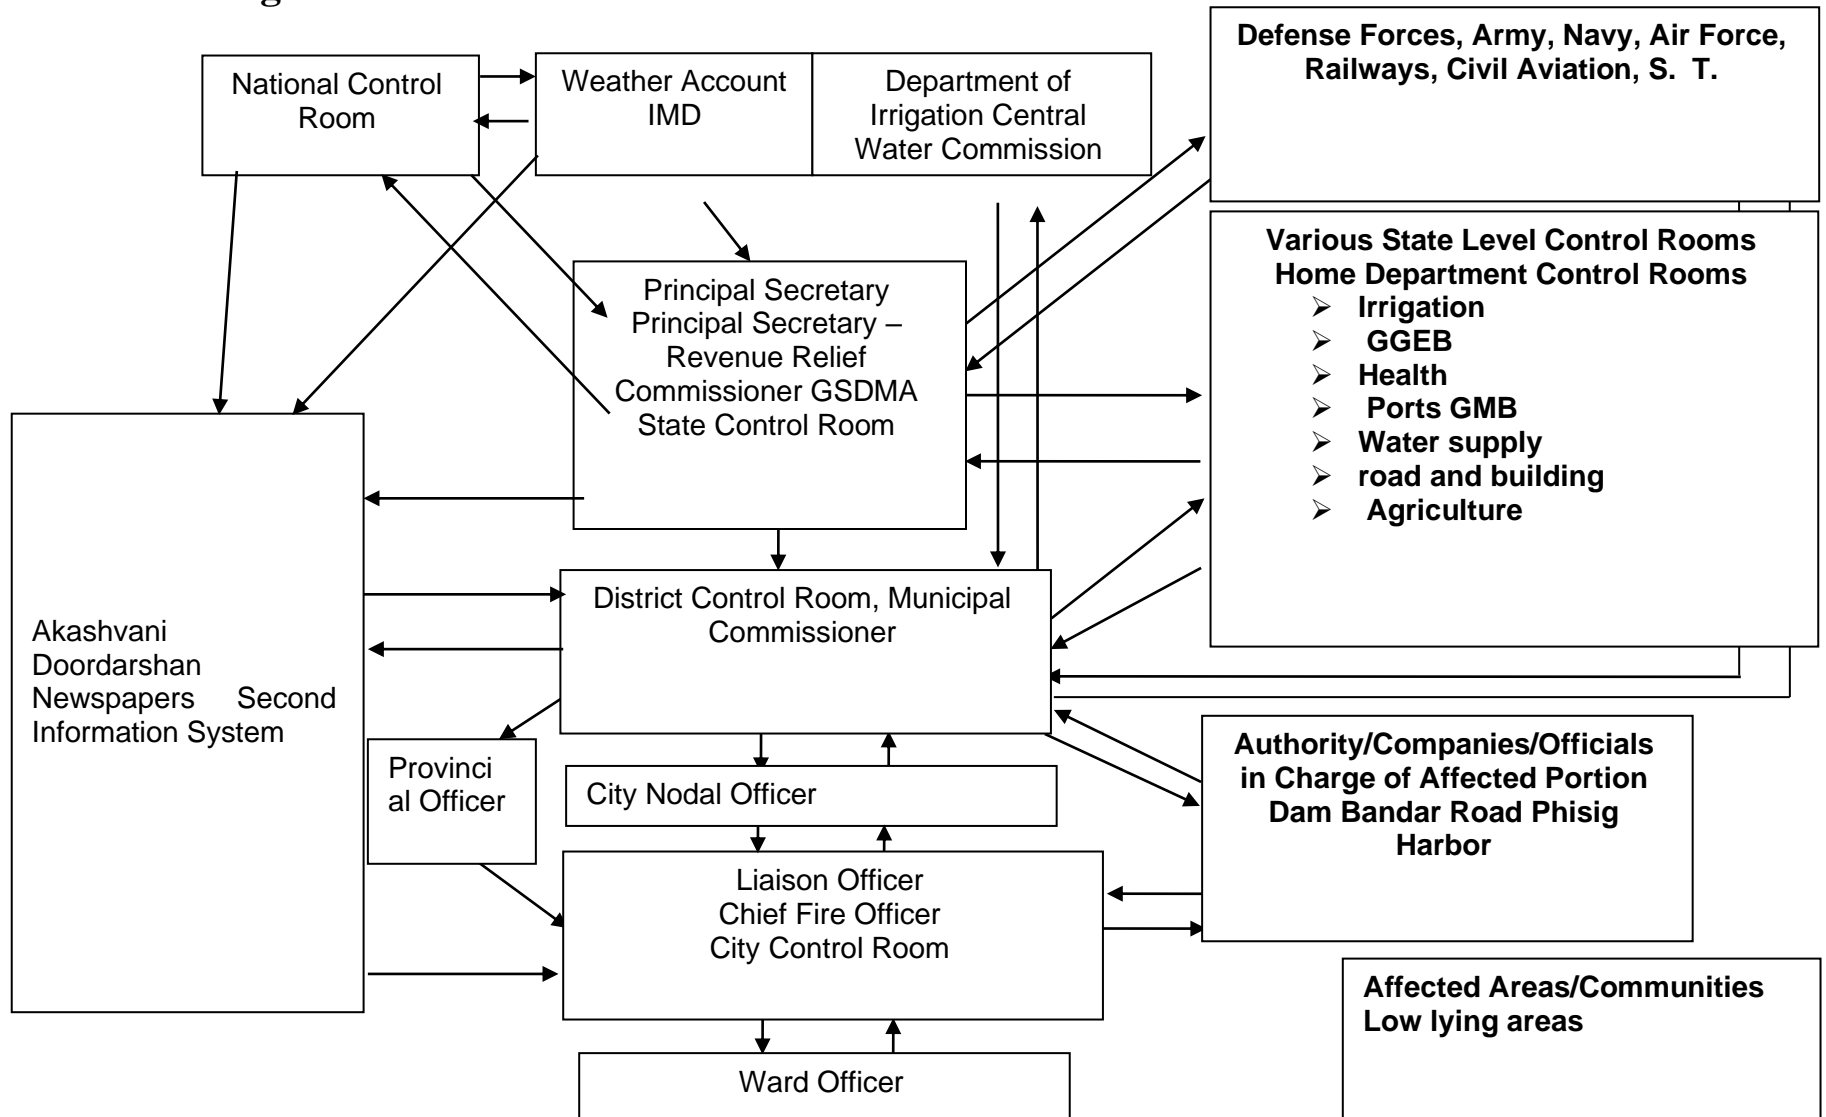 g
National Control
Room
Weather Account
IMD
Department of
Irrigation Central
Water Commission
Defense Forces, Army, Navy, Air Force,
Railways, Civil Aviation, S. T.
Principal Secretary
Principal Secretary –
Revenue Relief
Commissioner GSDMA
State Control Room
Various State Level Control Rooms
Home Department Control Rooms
➢ Irrigation
➢ GGEB
➢ Health
➢ Ports GMB
➢ Water supply
➢ road and building
➢ Agriculture
Akashvani
Doordarshan
Newspapers Second
Information System
District Control Room, Municipal
Commissioner
Provinci
al Officer
City Nodal Officer
Authority/Companies/Officials
in Charge of Affected Portion
Dam Bandar Road Phisig
Harbor
Liaison Officer
Chief Fire Officer
City Control Room
Affected Areas/Communities
Low lying areas
Ward Officer